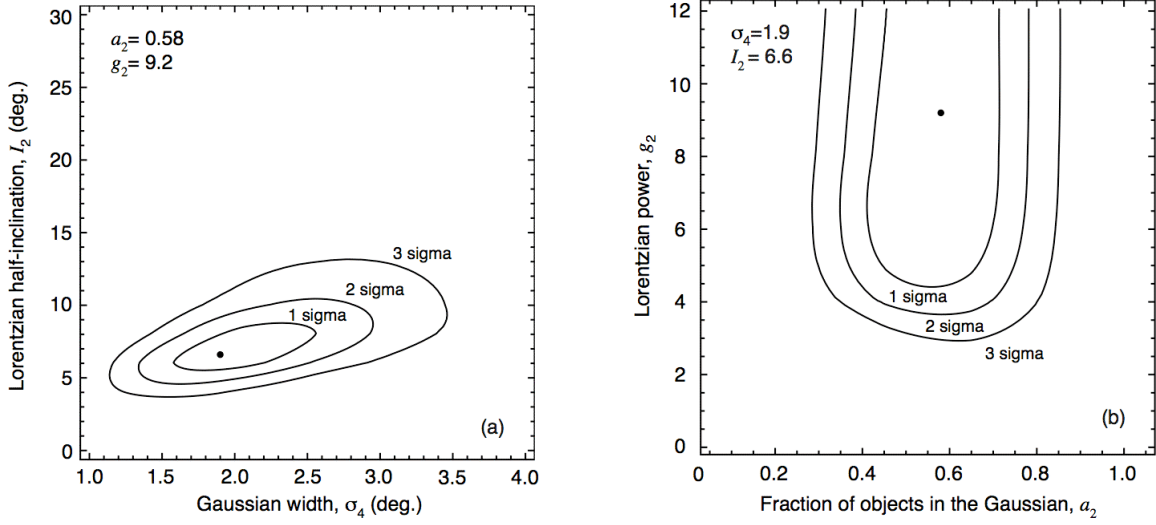 30
25
20
15
10
5
0
1.0 1.5 2.0 2.5 3.0 3.5 4.0
Lorentzian half-inclination, I₂ (deg.)
Gaussian width, σ₄ (deg.)
a₂= 0.58
g₂= 9.2
3 sigma
2 sigma
1 sigma
(a)
12
10
8
6
4
2
0
0 0.2 0.4 0.6 0.8 1.0
Lorentzian power, g₂
Fraction of objects in the Gaussian, a₂
σ₄=1.9
I₂= 6.6
1 sigma
2 sigma
3 sigma
(b)